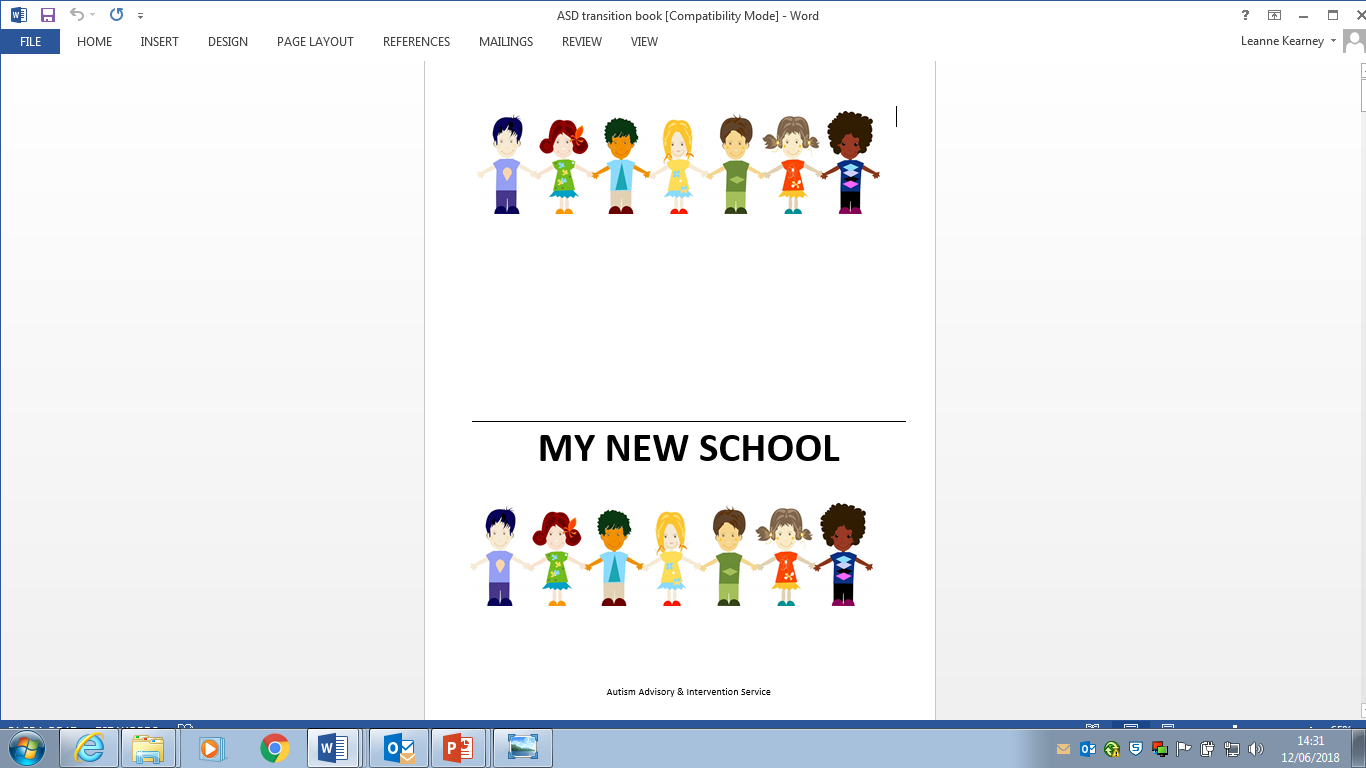 ASD transition book [Compatibility Mode] - Word
?
FILE HOME INSERT DESIGN PAGE LAYOUT REFERENCES MAILINGS REVIEW VIEW
Leanne Kearney
MY NEW SCHOOL
Autism Advisory & Intervention Service
14:31
12/06/2018